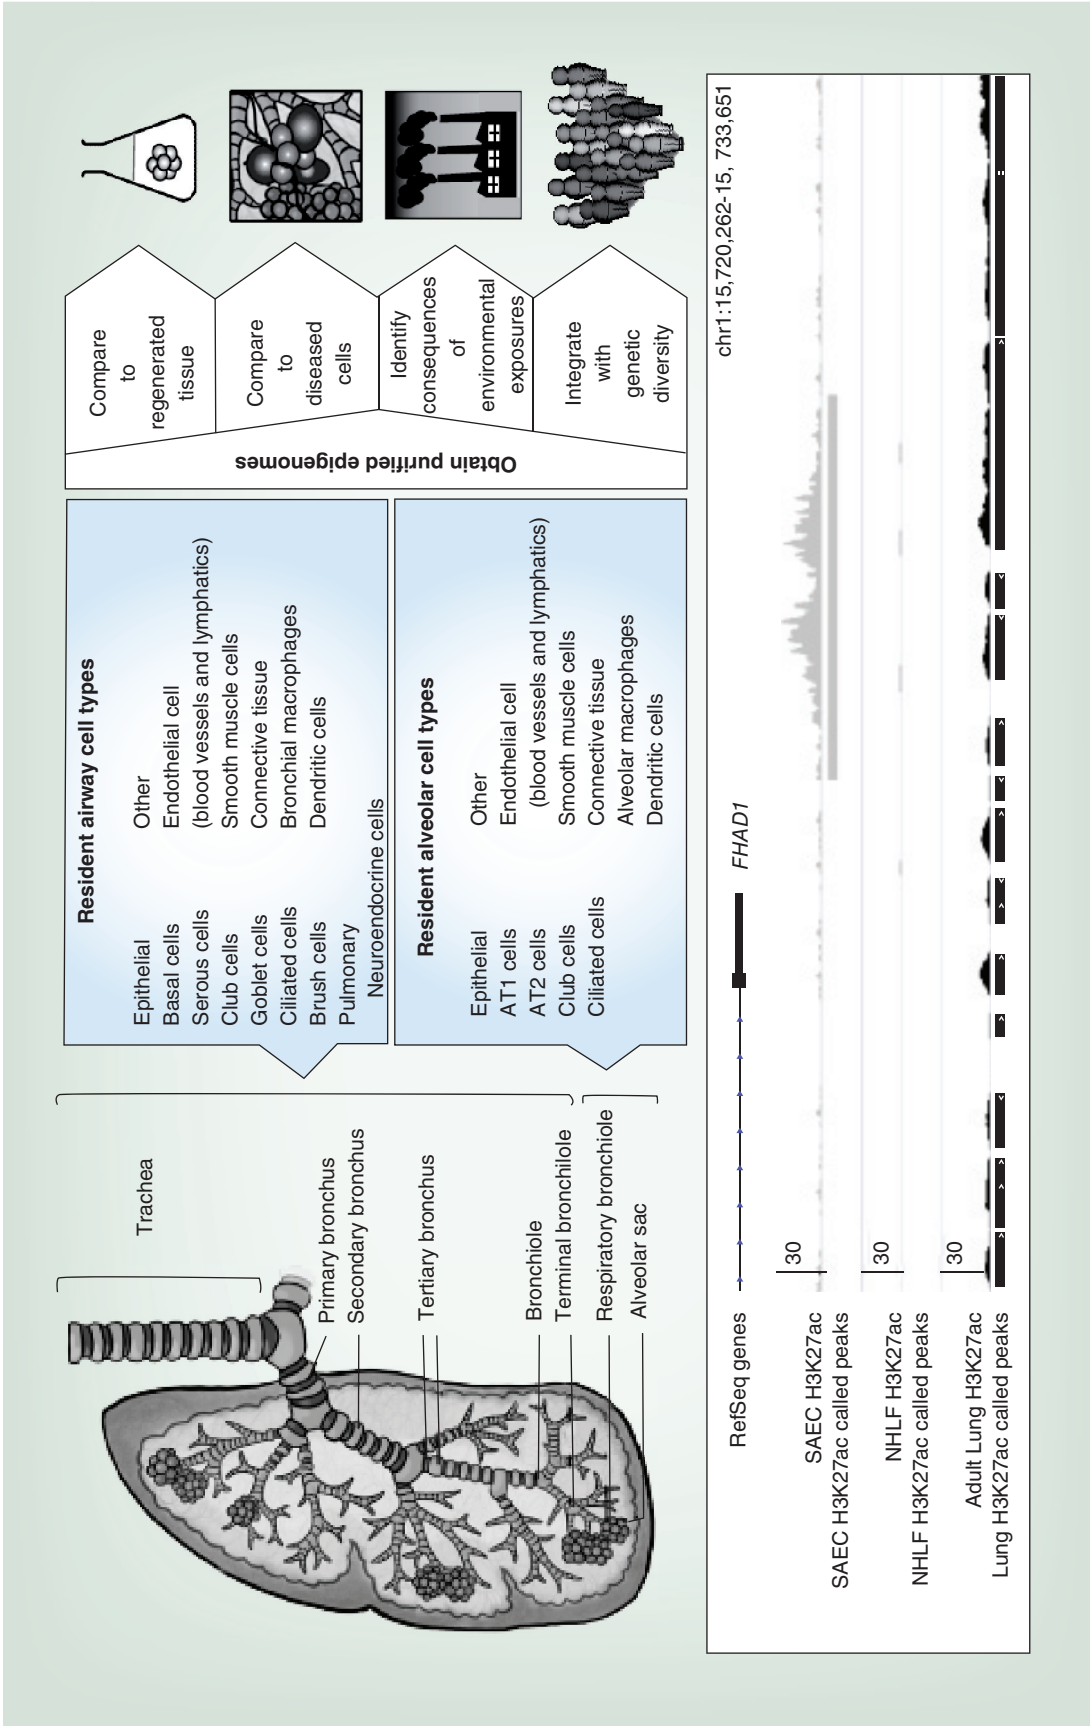 Trachea
Primary bronchus
Secondary bronchus
Tertiary bronchus
Bronchiole
Terminal bronchilole
Respiratory bronchiole
Alveolar sac
Resident airway cell types
Epithelial
Basal cells
Serous cells
Club cells
Goblet cells
Ciliated cells
Brush cells
Pulmonary
Neuroendocrine cells
Other
Endothelial cell
(blood vessels and lymphatics)
Smooth muscle cells
Connective tissue
Bronchial macrophages
Dendritic cells
Resident alveolar cell types
Epithelial
AT1 cells
AT2 cells
Club cells
Ciliated cells
Other
Endothelial cell
(blood vessels and lymphatics)
Smooth muscle cells
Connective tissue
Alveolar macrophages
Dendritic cells
Obtain purified epigenomes
Compare
to
regenerated
tissue
Compare
to
diseased
cells
Identify
consequences
of
environmental
exposures
Integrate
with
genetic
diversity
chr1:15,720,262-15, 733,651
RefSeq genes
FHAD1
SAEC H3K27ac
30
SAEC H3K27ac called peaks
NHLF H3K27ac
30
NHLF H3K27ac called peaks
Adult Lung H3K27ac
30
Lung H3K27ac called peaks